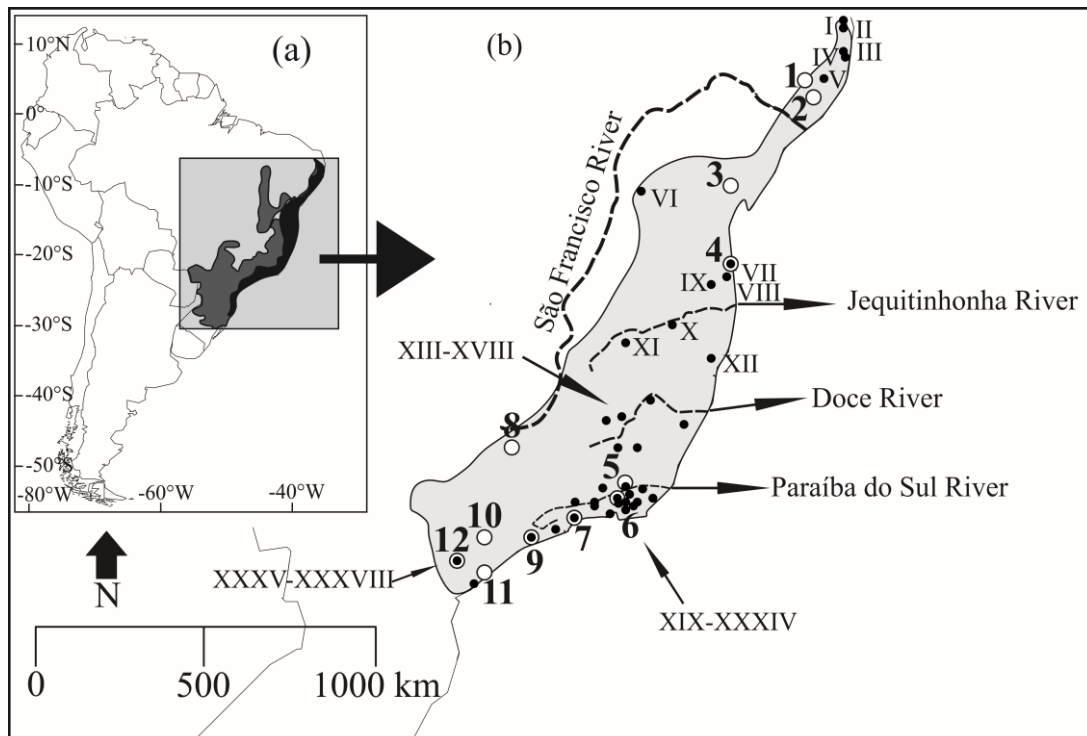 (a)
10°N
0°
-10°S
-20°S
-30°S
-40°S
-50°S
-80°W
-60°W
-40°W
N
0
500
1000 km
(b)
I
II
IV
III
1
V
2
3
VI
São Francisco River
4
VII
IX
VIII
Jequitinhonha River
X
XI
XIII-XVIII
XII
Doce River
8
5
Paraíba do Sul River
6
7
10
9
12
XXXV-XXXVIII
11
XIX-XXXIV